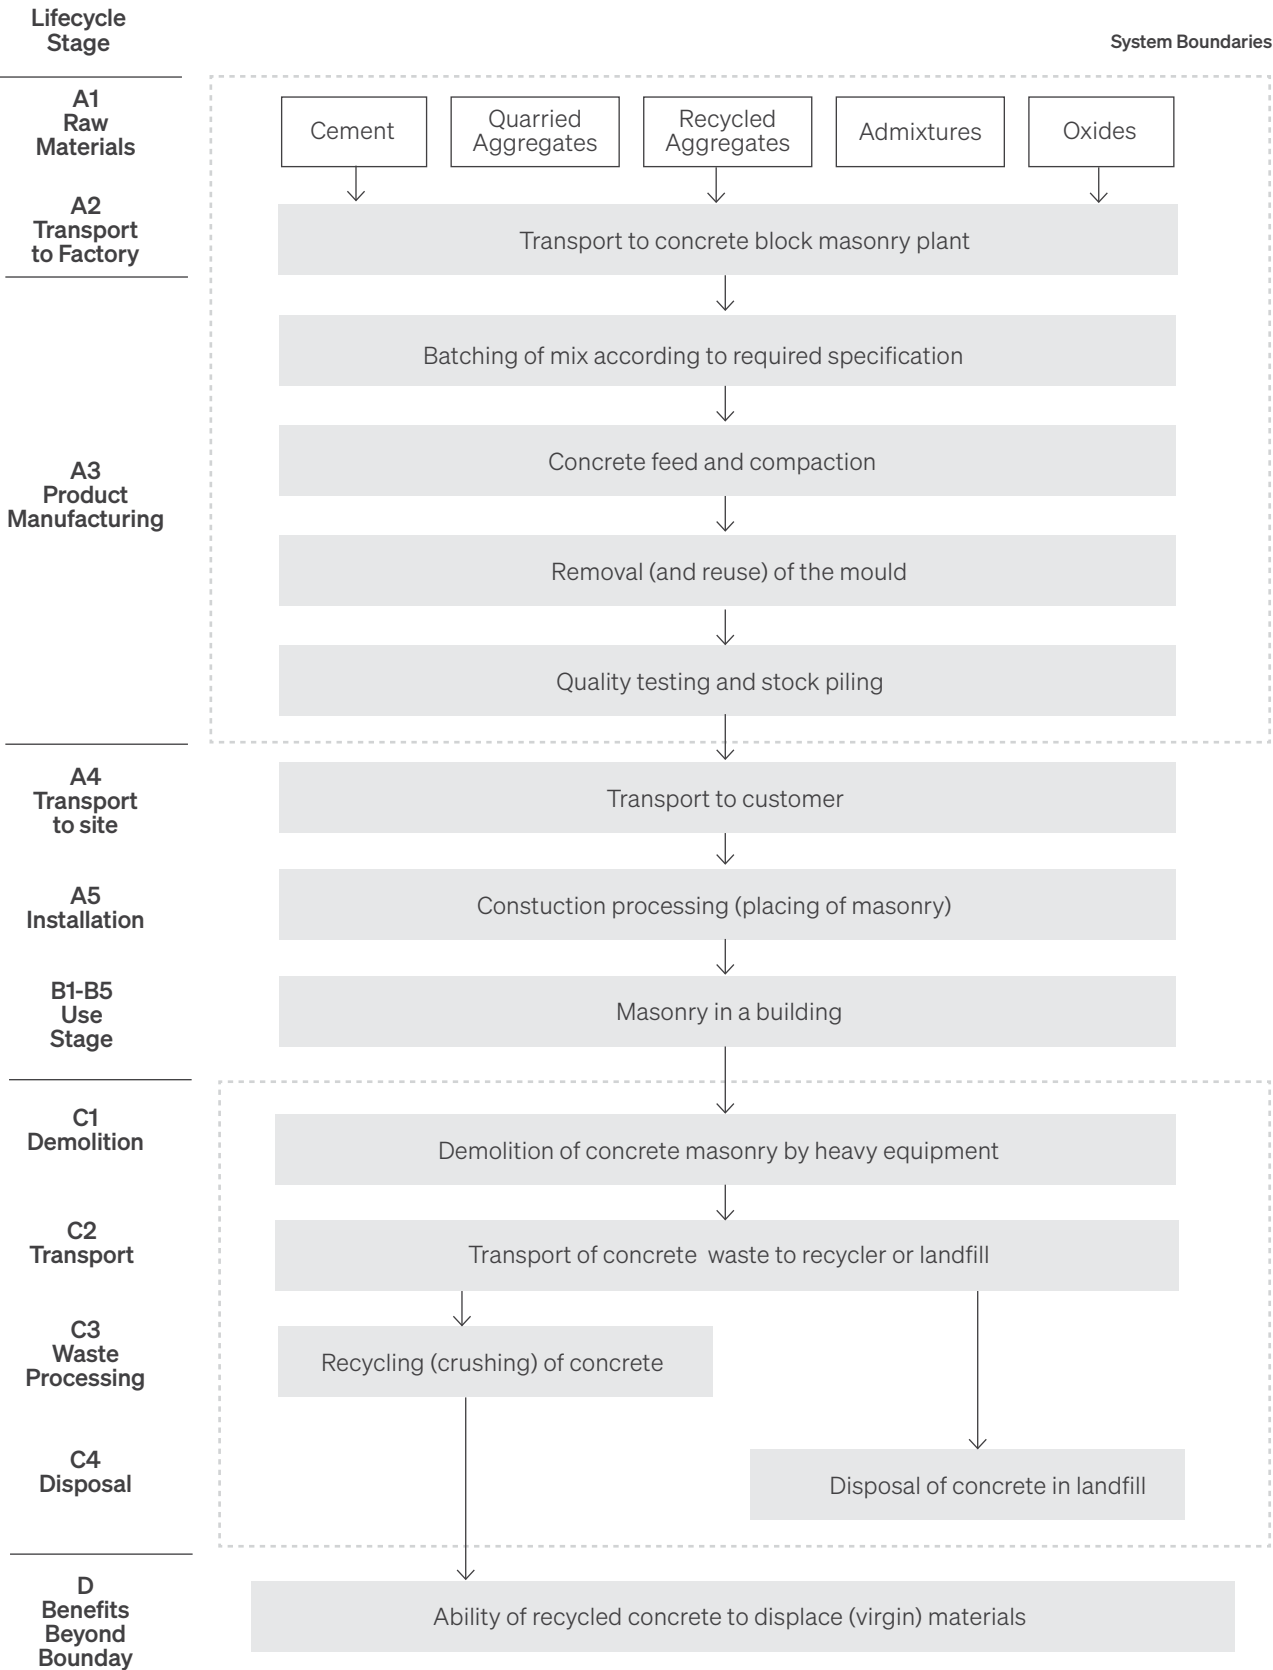 Lifecycle
Stage
System Boundaries
A1
Raw
Materials
Cement
Quarried
Aggregates
Recycled
Aggregates
Admixtures
Oxides
A2
Transport
to Factory
Transport to concrete block masonry plant
Batching of mix according to required specification
A3
Product
Manufacturing
Concrete feed and compaction
Removal (and reuse) of the mould
Quality testing and stock piling
A4
Transport
to site
Transport to customer
A5
Installation
Constuction processing (placing of masonry)
B1-B5
Use
Stage
Masonry in a building
C1
Demolition
Demolition of concrete masonry by heavy equipment
C2
Transport
Transport of concrete waste to recycler or landfill
C3
Waste
Processing
Recycling (crushing) of concrete
C4
Disposal
Disposal of concrete in landfill
D
Benefits
Beyond
Bounday
Ability of recycled concrete to displace (virgin) materials